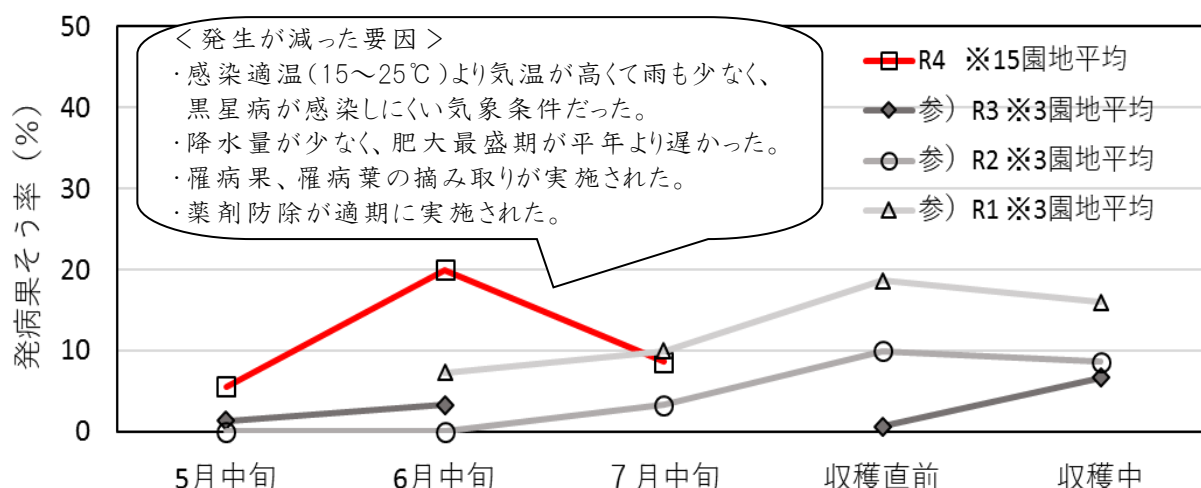 50
40
30
20
10
0
発病果そう率（%）
＜発生が減った要因＞
・感染適温(15～25℃)より気温が高くて雨も少なく、
黒星病が感染しにくい気象条件だった。
・降水量が少なく、肥大最盛期が平年より遅かった。
・罹病果、罹病葉の摘み取りが実施された。
・薬剤防除が適期に実施された。
R4 ※15園地平均
参）R3 ※3園地平均
参）R2 ※3園地平均
参）R1 ※3園地平均
5月中旬
6月中旬
７月中旬
収穫直前
収穫中